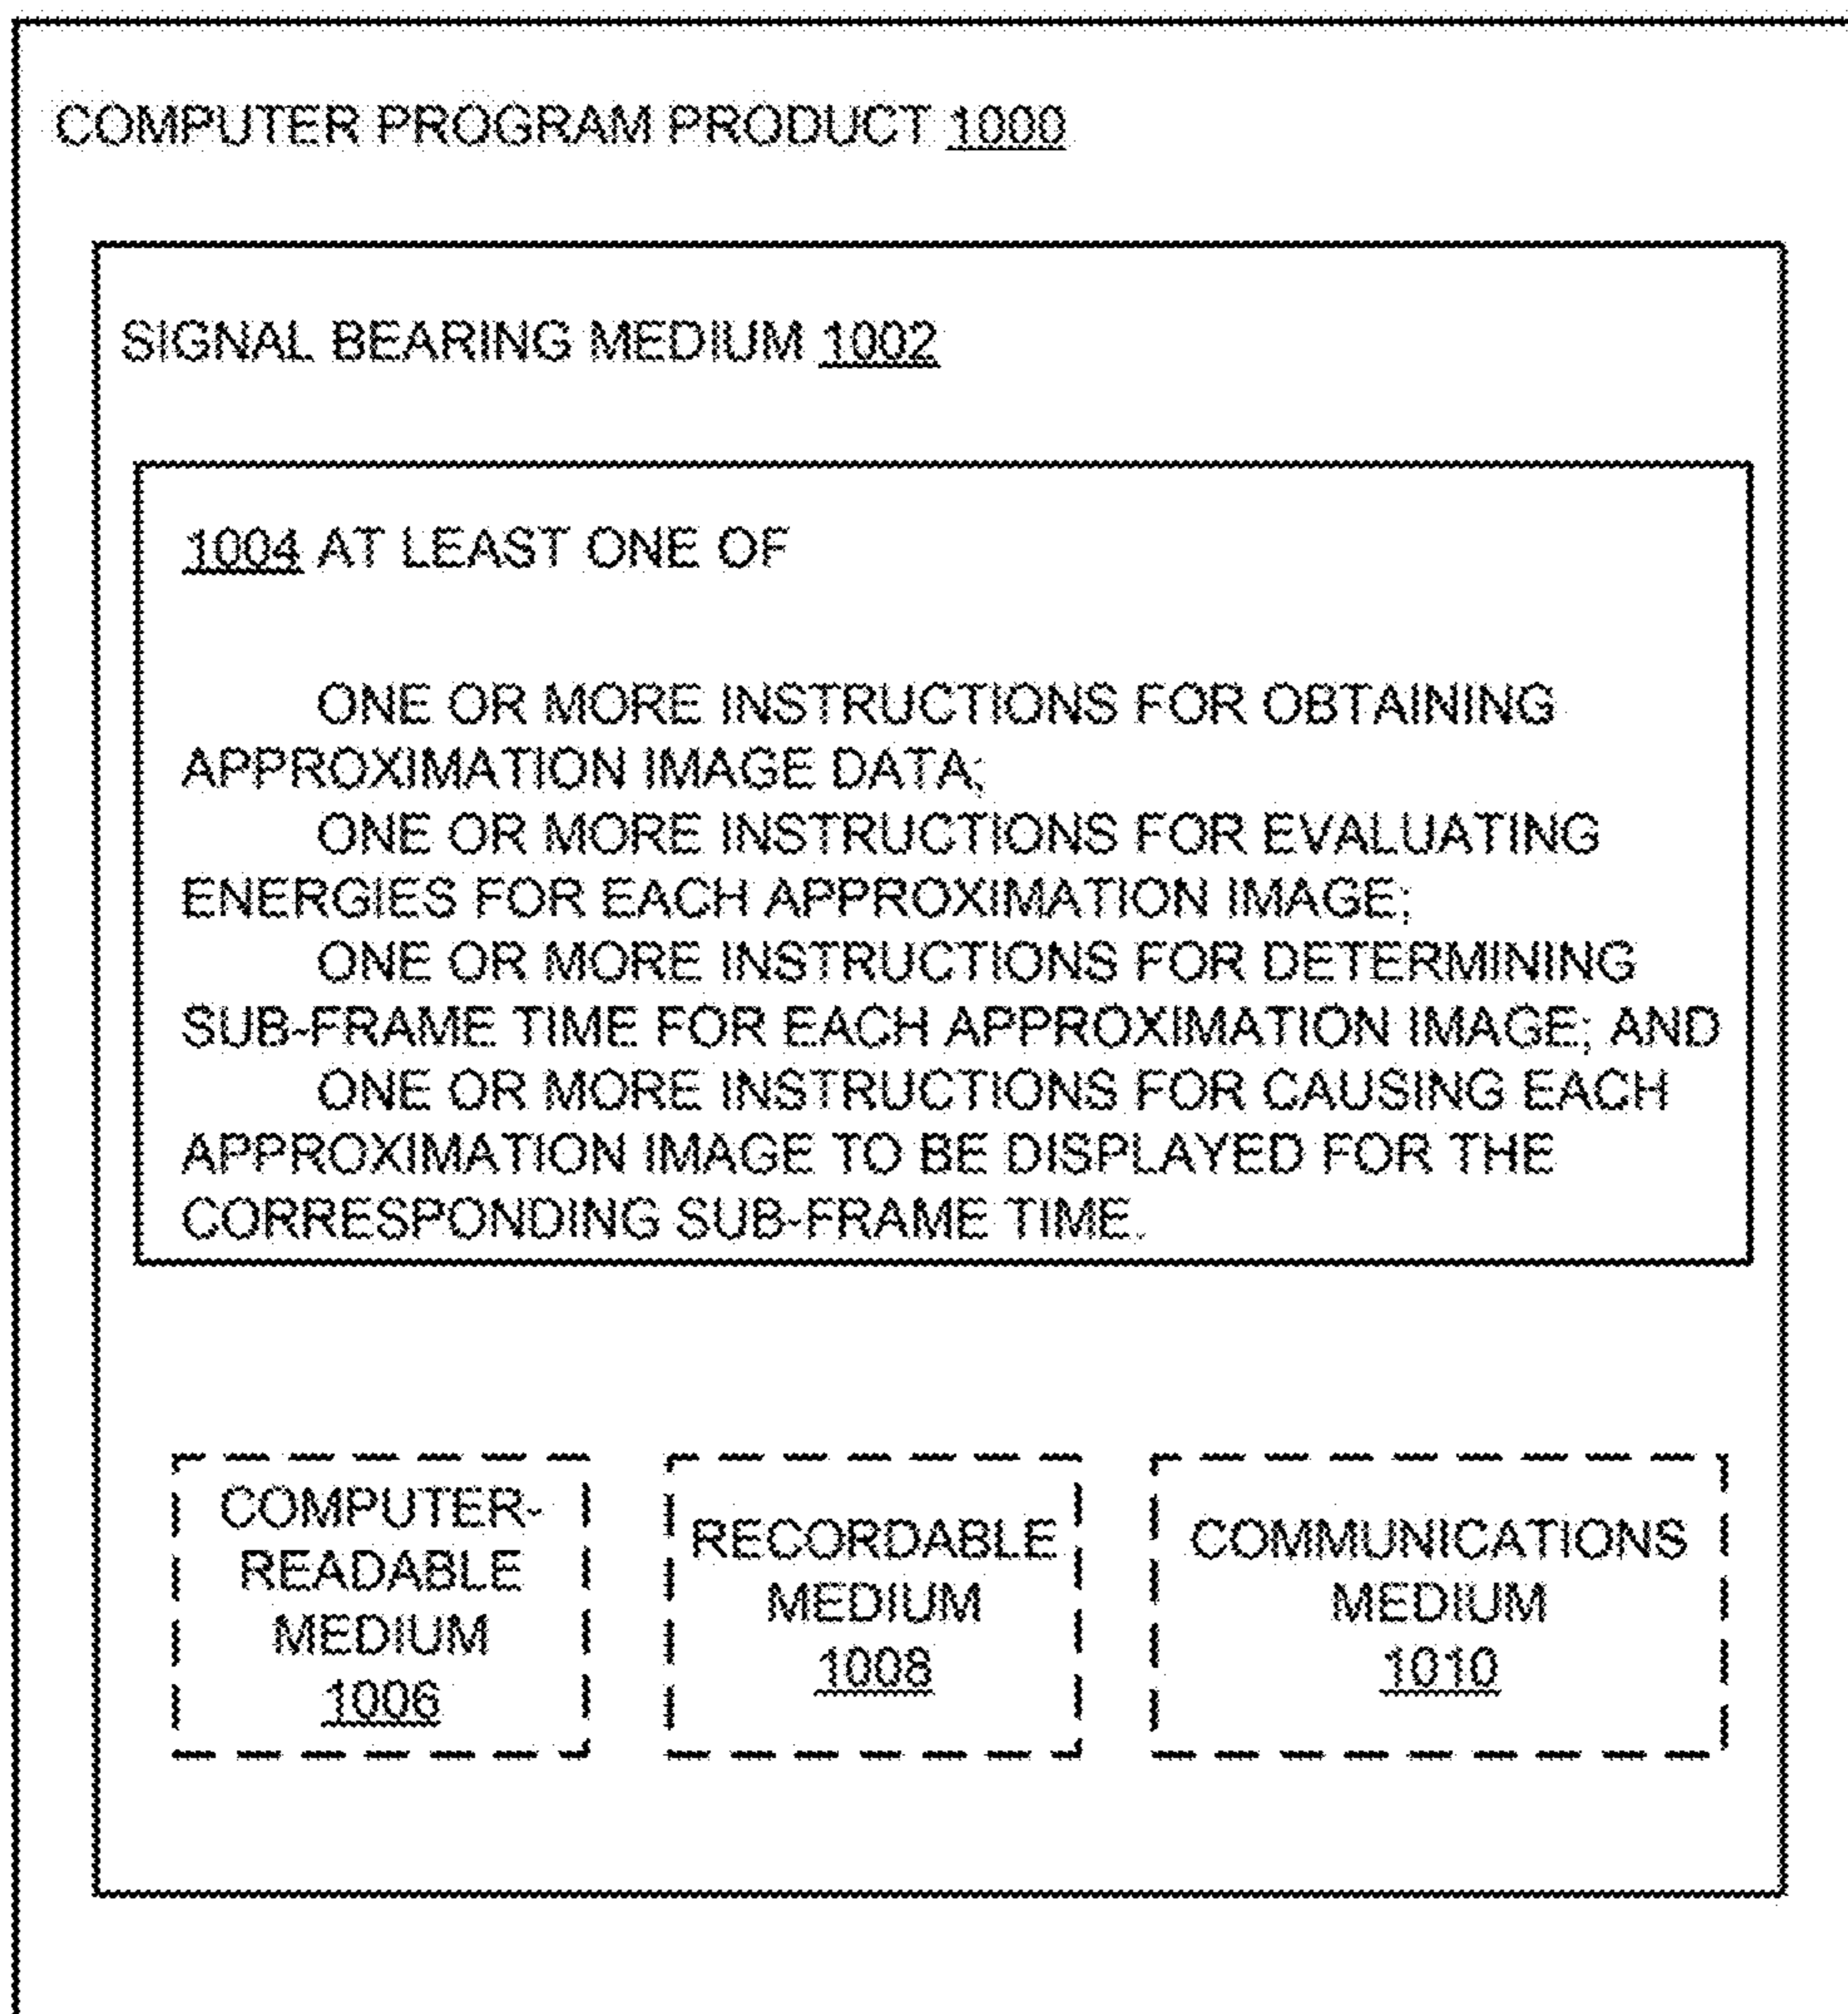 COMPUTER PROGRAM PRODUCT 1000
SIGNAL BEARING MEDIUM 1002
1004 AT LEAST ONE OF
ONE OR MORE INSTRUCTIONS FOR OBTAINING
APPROXIMATION IMAGE DATA;
ONE OR MORE INSTRUCTIONS FOR EVALUATING
ENERGIES FOR EACH APPROXIMATION IMAGE;
ONE OR MORE INSTRUCTIONS FOR DETERMINING
SUB-FRAME TIME FOR EACH APPROXIMATION IMAGE; AND
ONE OR MORE INSTRUCTIONS FOR CAUSING EACH
APPROXIMATION IMAGE TO BE DISPLAYED FOR THE
CORRESPONDING SUB-FRAME TIME.
COMPUTER-
READABLE
MEDIUM
1006
RECORDABLE
MEDIUM
1008
COMMUNICATIONS
MEDIUM
1010